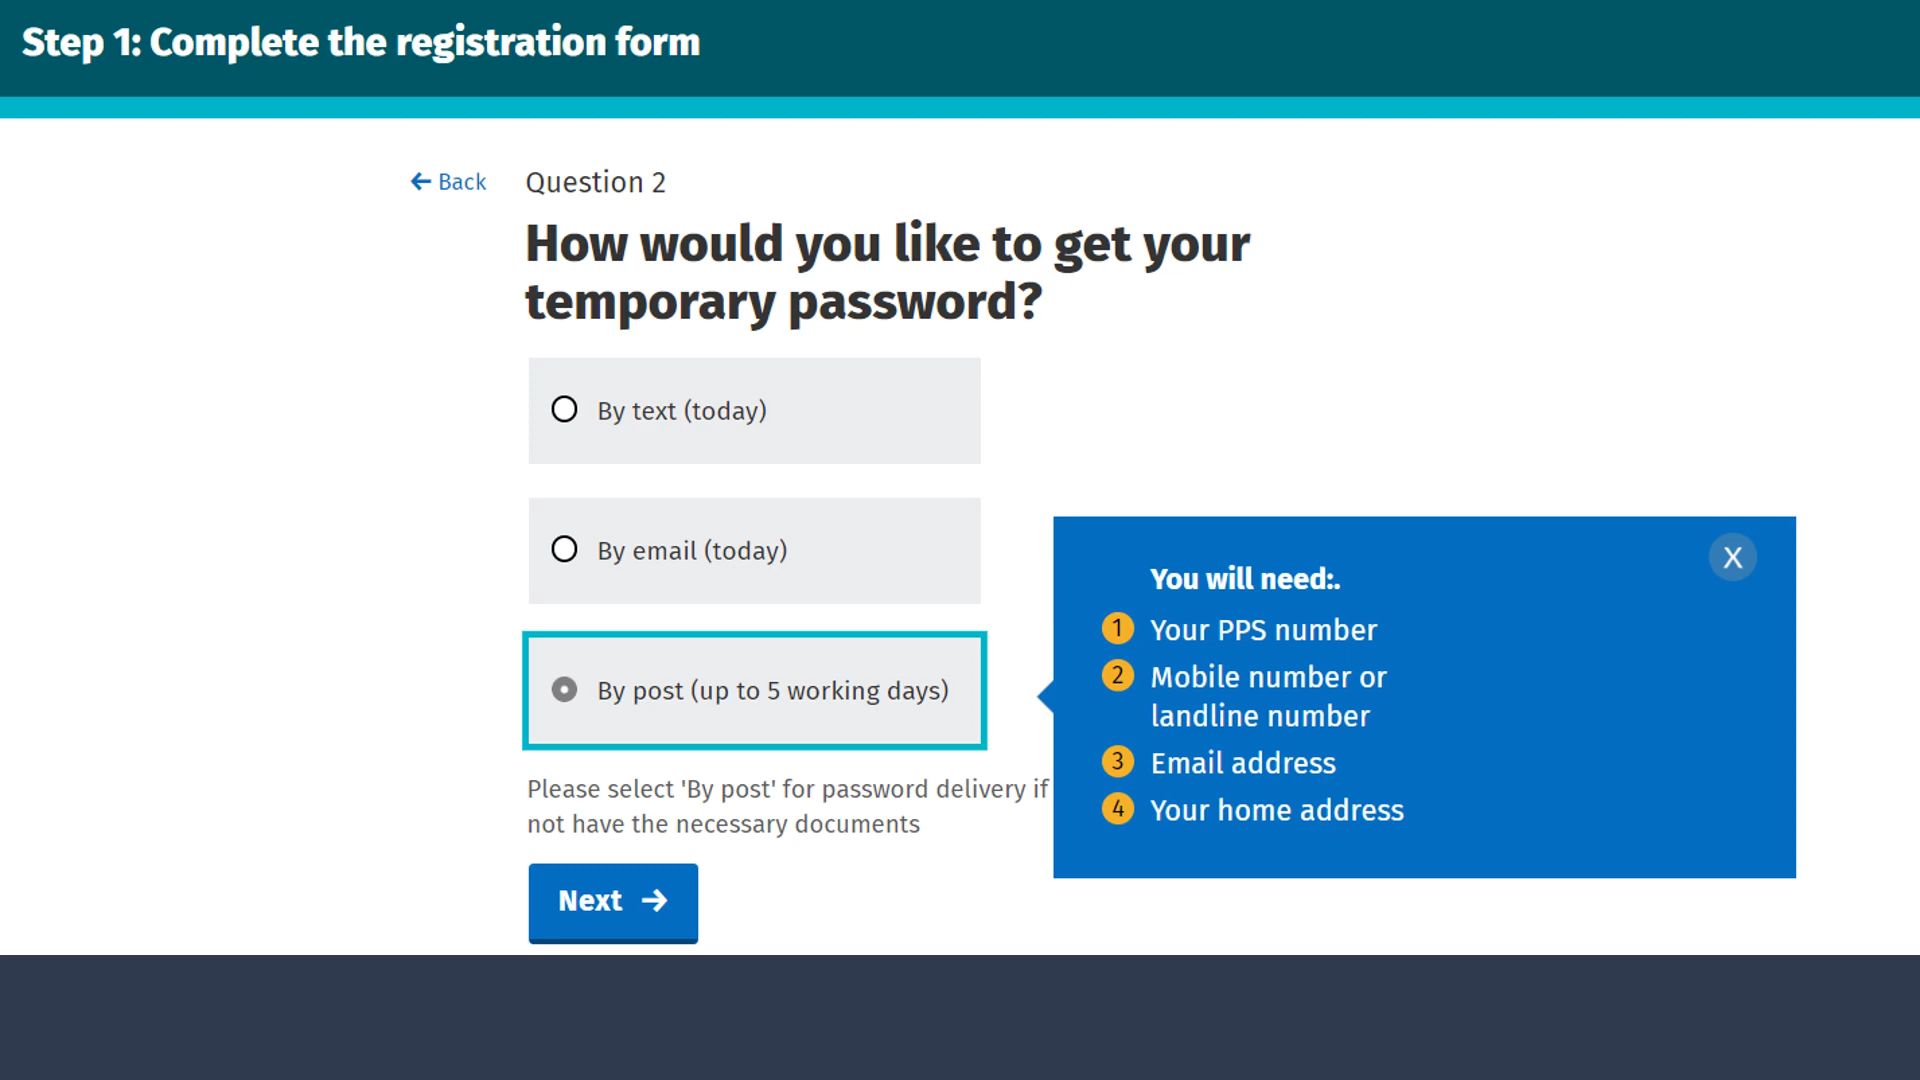 Step 1: Complete the registration form
Back
Question 2
How would you like to get your
temporary password?
By text (today)
By email (today)
By post (up to 5 working days)
Please select 'By post' for password delivery if
not have the necessary documents
Next
X
You will need:.
1 Your PPS number
2 Mobile number or
landline number
3 Email address
4 Your home address